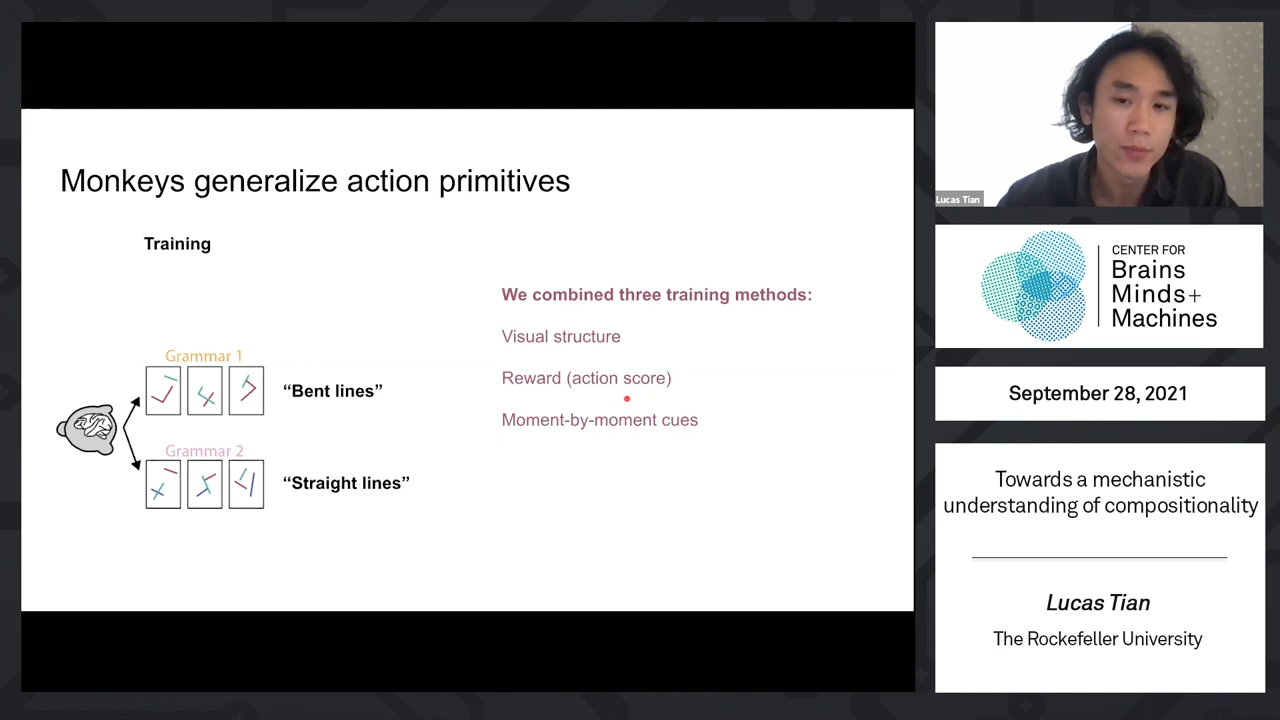 Monkeys generalize action primitives
Training
We combined three training methods:
Visual structure
Reward (action score)
Moment-by-moment cues
Grammar 1
“Bent lines”
Grammar 2
“Straight lines”
Lucas Tian
CENTER FOR
Brains
Minds+
Machines
September 28, 2021
Towards a mechanistic
understanding of compositionality
Lucas Tian
The Rockefeller University